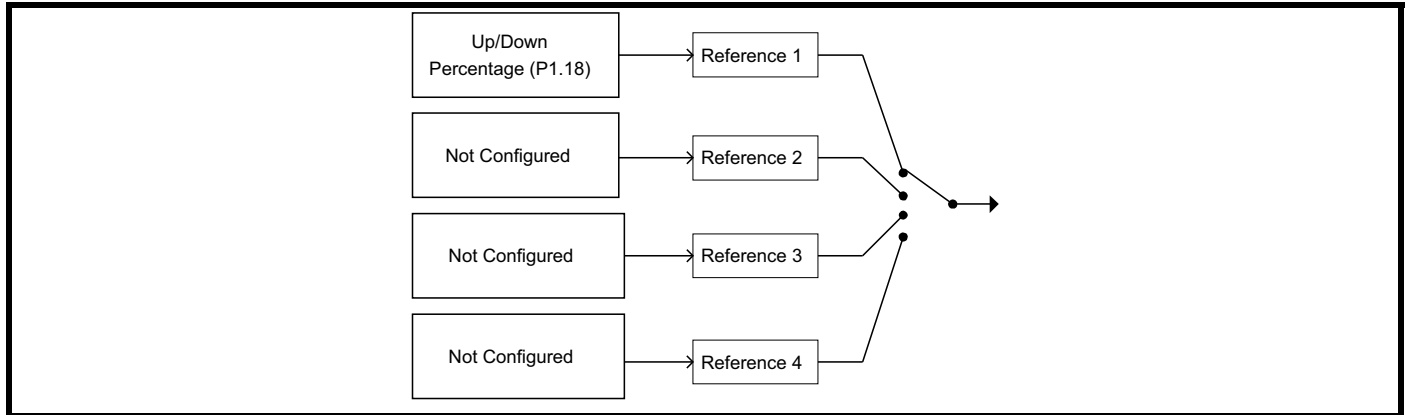 Up/Down
Percentage (P1.18)
Reference 1
Not Configured
Reference 2
Not Configured
Reference 3
Not Configured
Reference 4